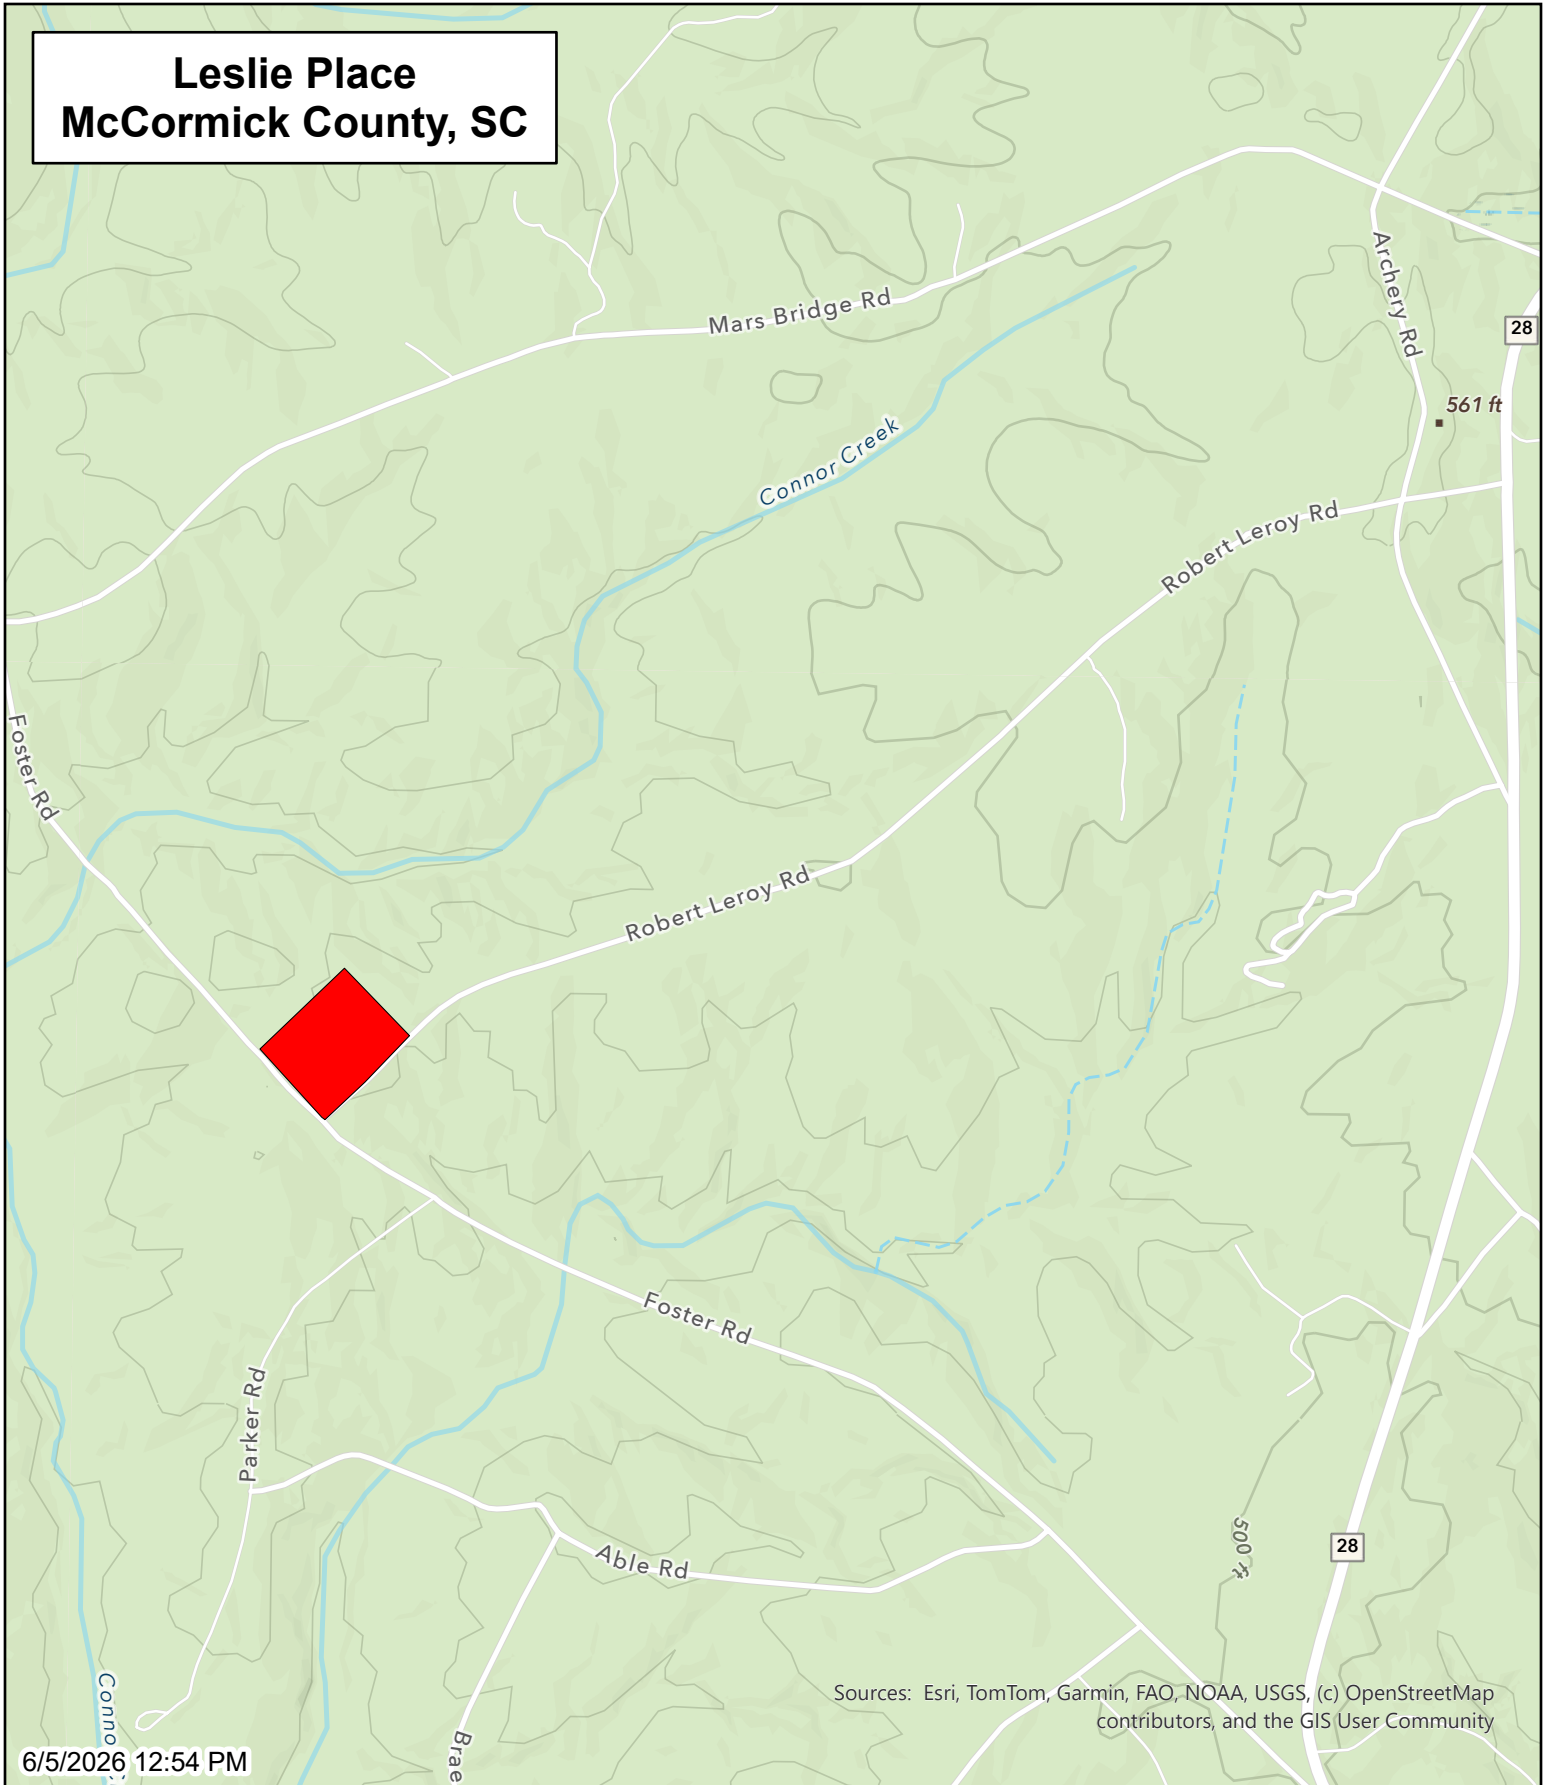 Leslie Place
McCormick County, SC
Archery Rd
Mars Bridge Rd
28
561 ft
Connor Creek
Robert Leroy Rd
Foster Rd
Robert Leroy Rd
Foster Rd
Parker Rd
500 ft
28
Able Rd
Conno
Brae
Sources: Esri, TomTom, Garmin, FAO, NOAA, USGS, (c) OpenStreetMap
contributors, and the GIS User Community
6/5/2026 12:54 PM